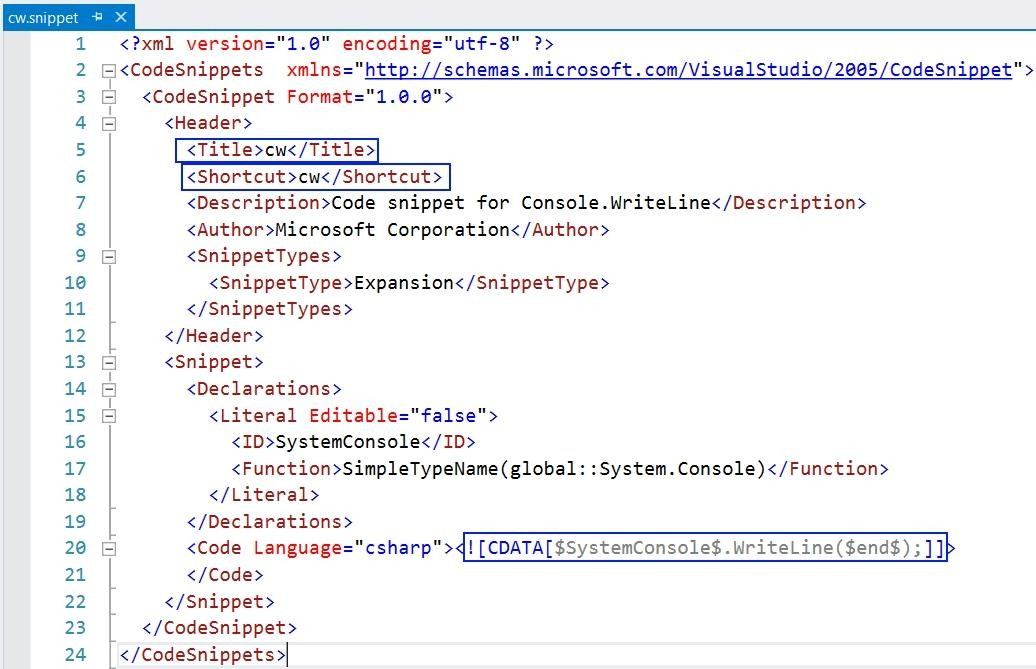 cw.snippet
1 <?xml version="1.0" encoding="utf-8" ?>
2 <CodeSnippets  xmlns="http://schemas.microsoft.com/VisualStudio/2005/CodeSnippet">
3 <CodeSnippet Format="1.0.0">
4 <Header>
5 <Title>cw</Title>
6 <Shortcut>cw</Shortcut>
7 <Description>Code snippet for Console.WriteLine</Description>
8 <Author>Microsoft Corporation</Author>
9 <SnippetTypes>
10 <SnippetType>Expansion</SnippetType>
11 </SnippetTypes>
12 </Header>
13 <Snippet>
14 <Declarations>
15 <Literal Editable="false">
16 <ID>SystemConsole</ID>
17 <Function>SimpleTypeName(global::System.Console)</Function>
18 </Literal>
19 </Declarations>
20 <Code Language="csharp"><![CDATA[$SystemConsole$.WriteLine($end$);]]>
21 </Code>
22 </Snippet>
23 </CodeSnippet>
24 </CodeSnippets>